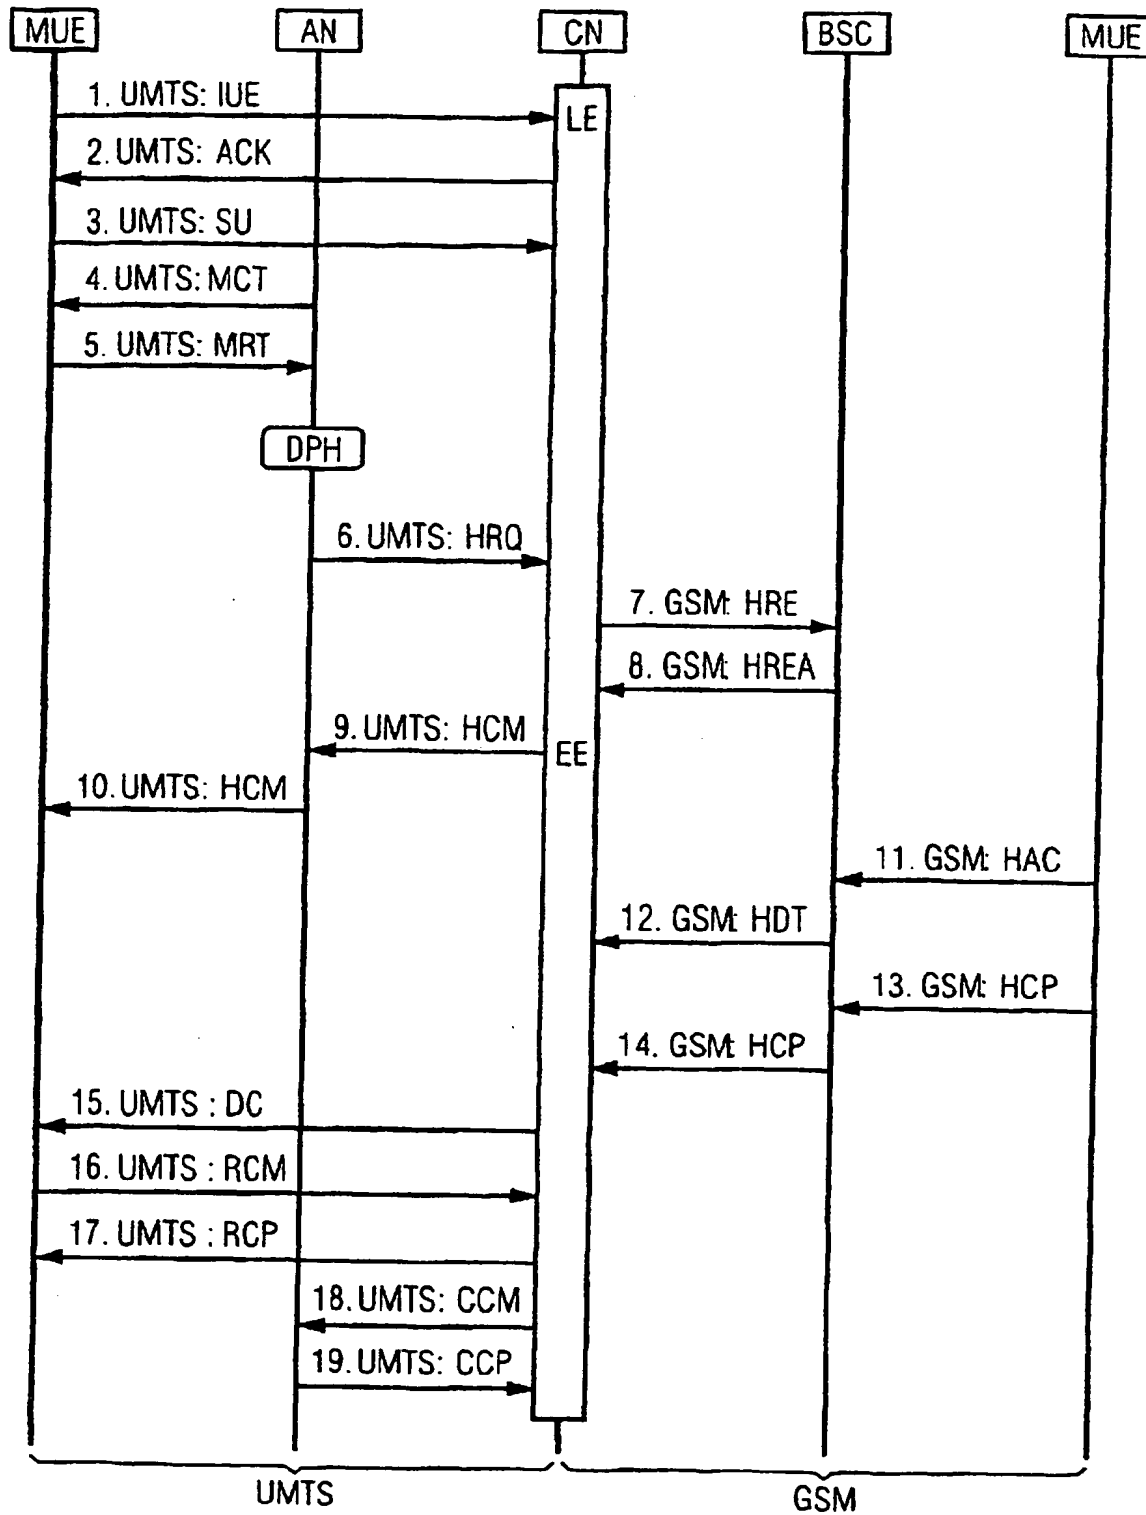 MUE AN CN BSC MUE
1. UMTS: IUE
LE
2. UMTS: ACK
3. UMTS: SU
4. UMTS: MCT
5. UMTS: MRT
DPH
6. UMTS: HRQ
7. GSM: HRE
8. GSM: HREA
9. UMTS: HCM
EE
10. UMTS: HCM
11. GSM: HAC
12. GSM: HDT
13. GSM: HCP
14. GSM: HCP
15. UMTS : DC
16. UMTS : RCM
17. UMTS : RCP
18. UMTS: CCM
19. UMTS: CCP
UMTS GSM